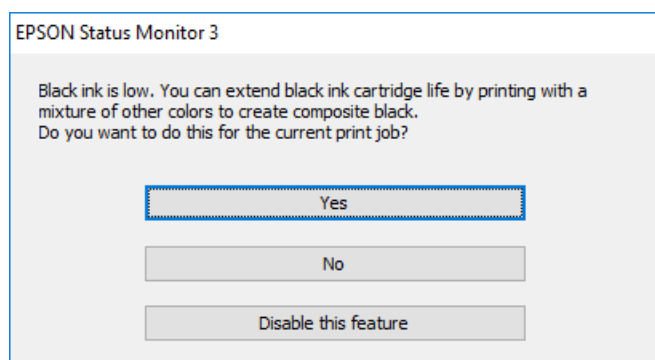 EPSON Status Monitor 3
Black ink is low. You can extend black ink cartridge life by printing with a
mixture of other colors to create composite black.
Do you want to do this for the current print job?
Yes
No
Disable this feature